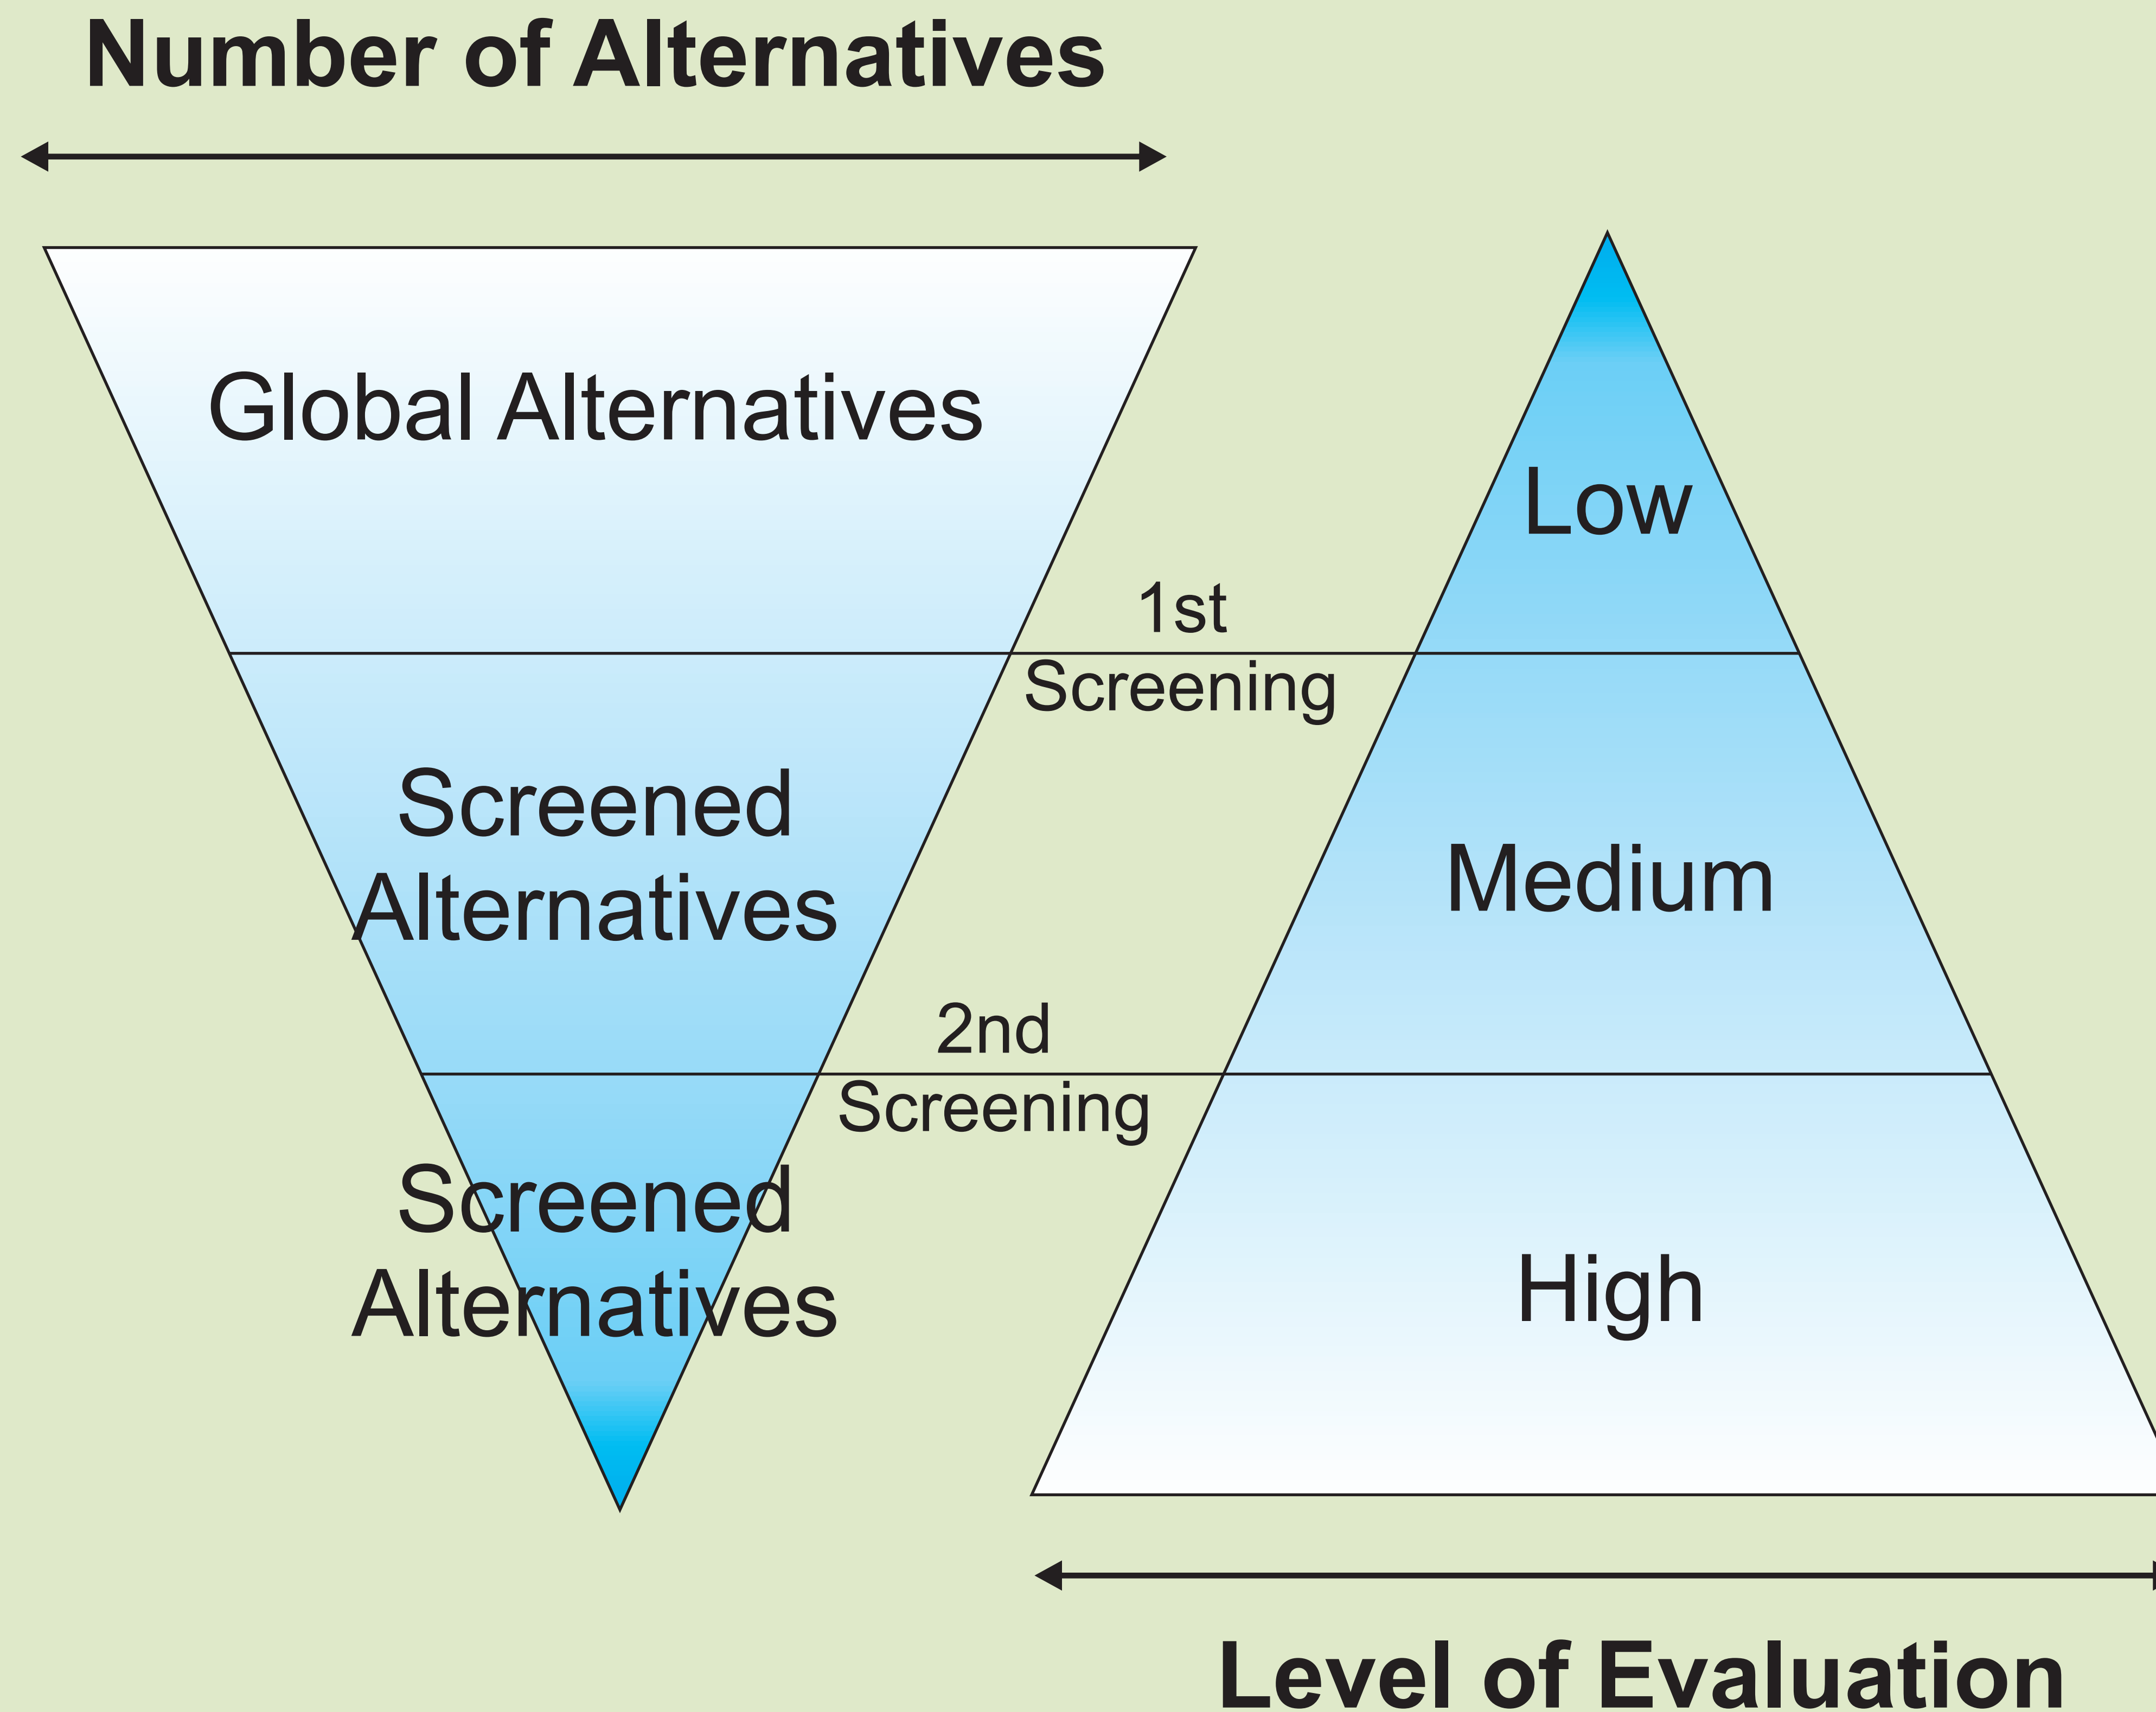 Number of Alternatives
Global Alternatives
Low
1st
Screening
Screened
Alternatives
Medium
2nd
Screening
Screened
Alternatives
High
Level of Evaluation